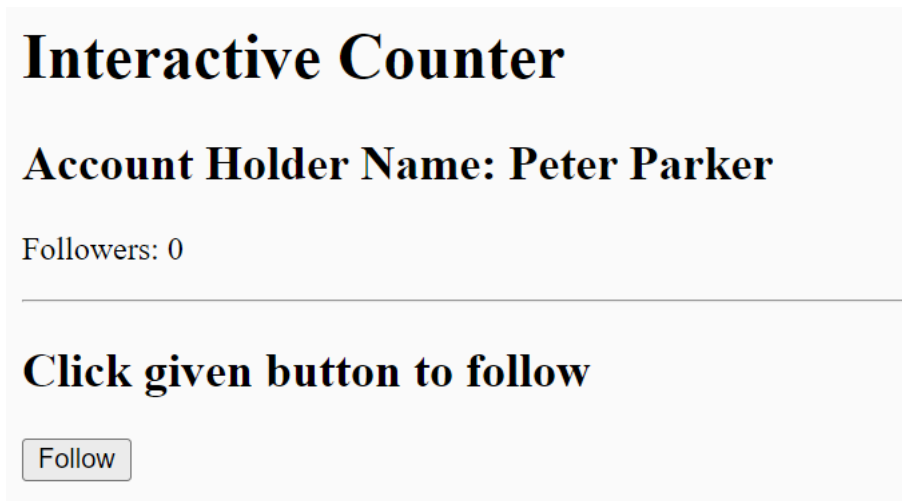 Interactive Counter
Account Holder Name: Peter Parker
Followers: 0
Click given button to follow
Follow